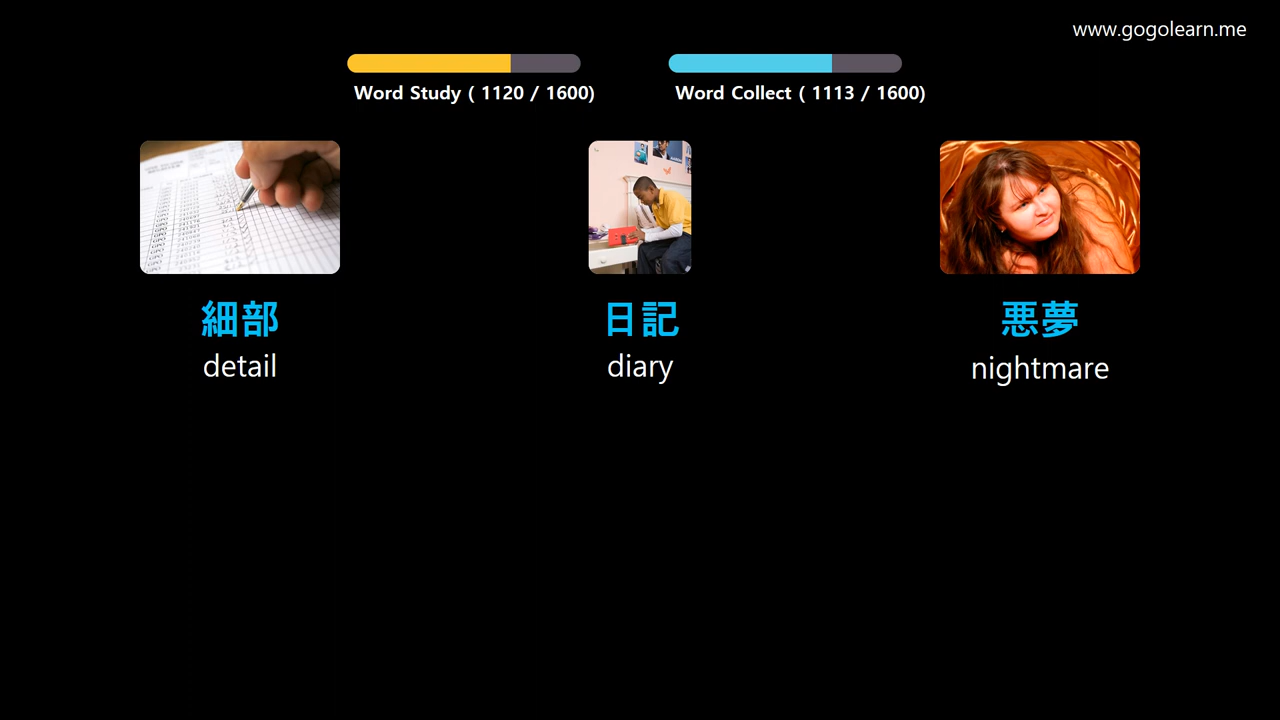 www.gogolearn.me
Word Study ( 1120 / 1600)
Word Collect ( 1113 / 1600)
細部
日記
悪夢
detail
diary
nightmare